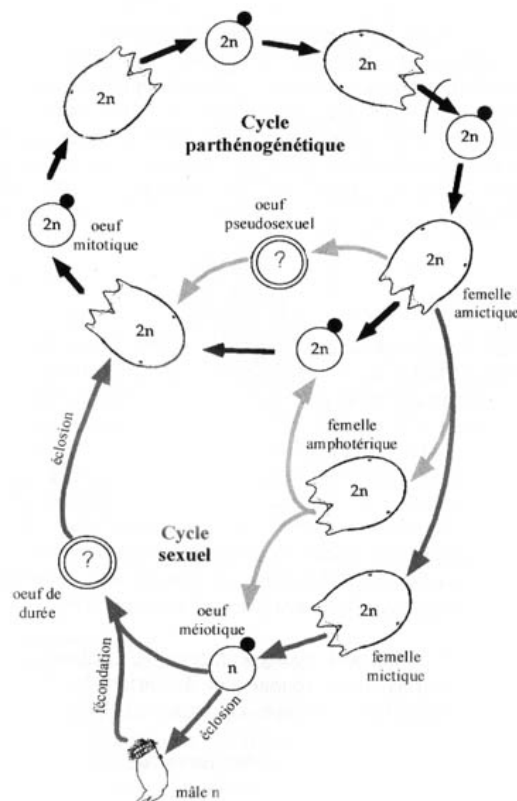 2n
2n
2n
2n
Cycle
parthénogénétique
2n
oeuf
mitotique
oeuf
pseudosexuel
?
2n
femelle
amictique
2n
2n
femelle
amphotérique
2n
éclosion
Cycle
sexuel
?
oeuf de
durée
oeuf
méiotique
n
2n
femelle
mictique
fécondation
éclosion
mâle n